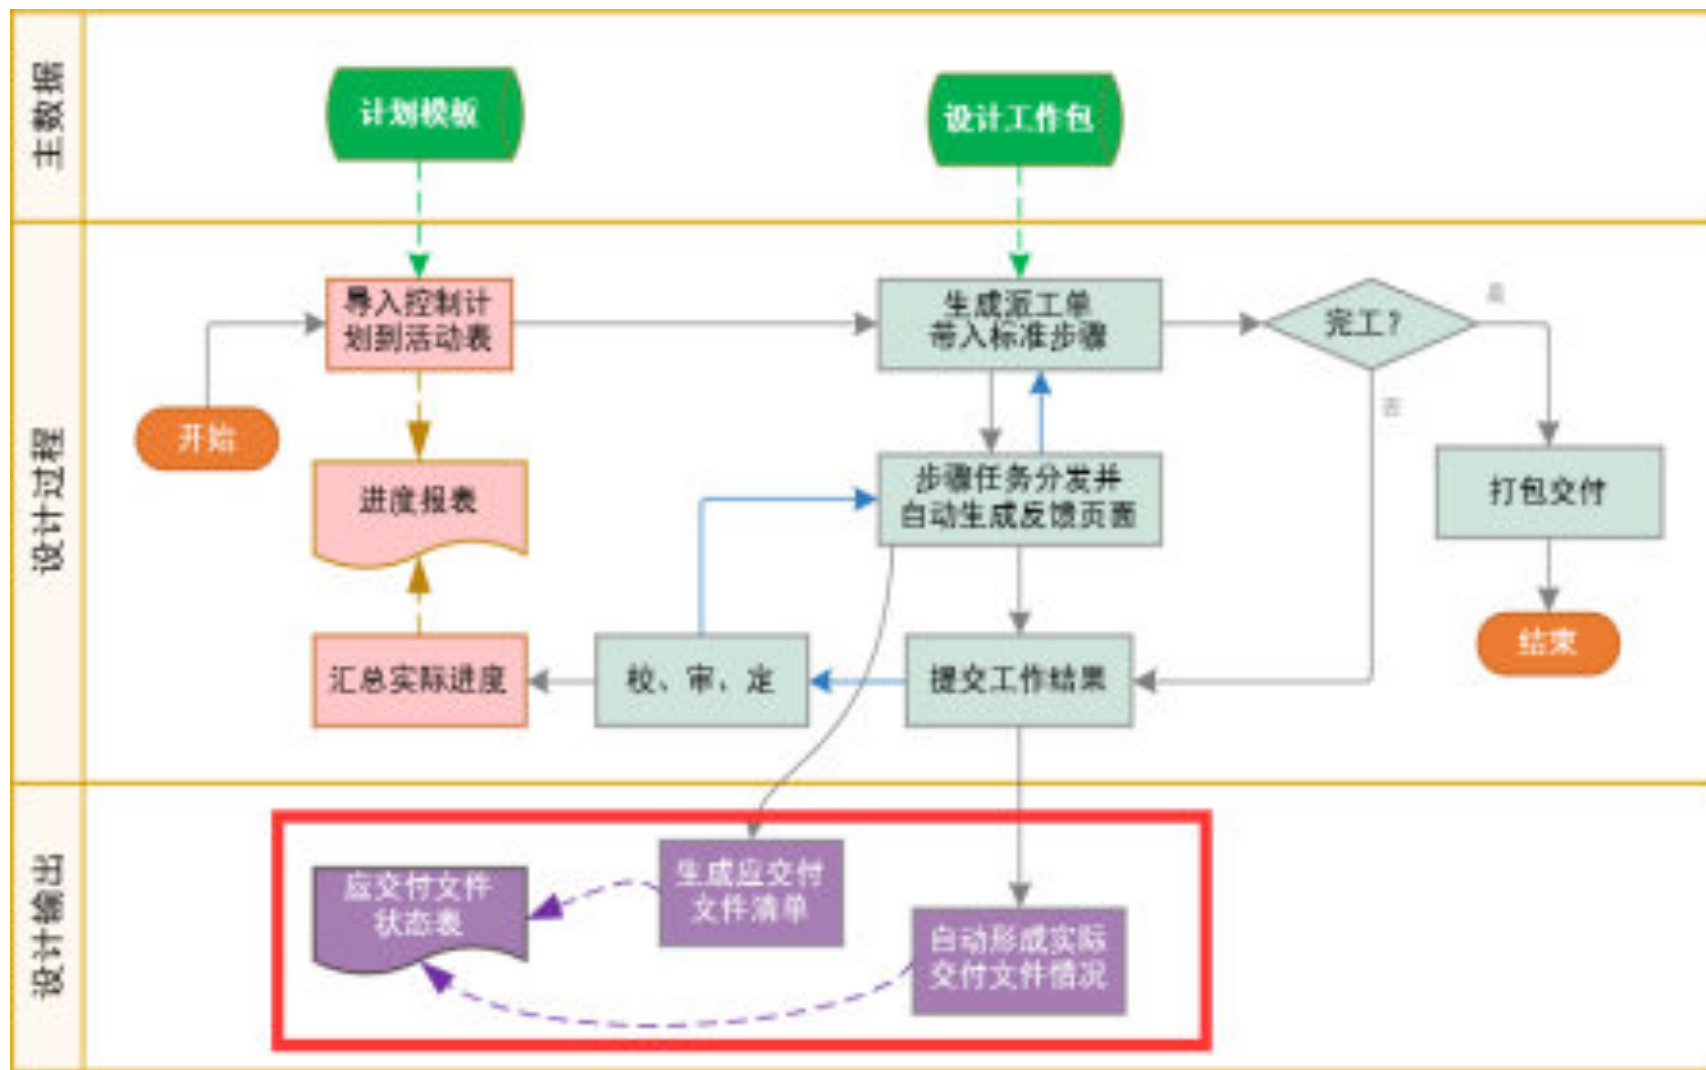 主数据
计划模板
设计工作包
设计过程
导入控制计
划到活动表
生成派工单
带入标准步骤
完工?
是
否
开始
进度报表
步骤任务分发并
自动生成反馈页面
打包交付
汇总实际进度
校、审、定
提交工作结果
结束
设计输出
应交付文件
状态表
生成应交付
文件清单
自动形成实际
交付文件情况